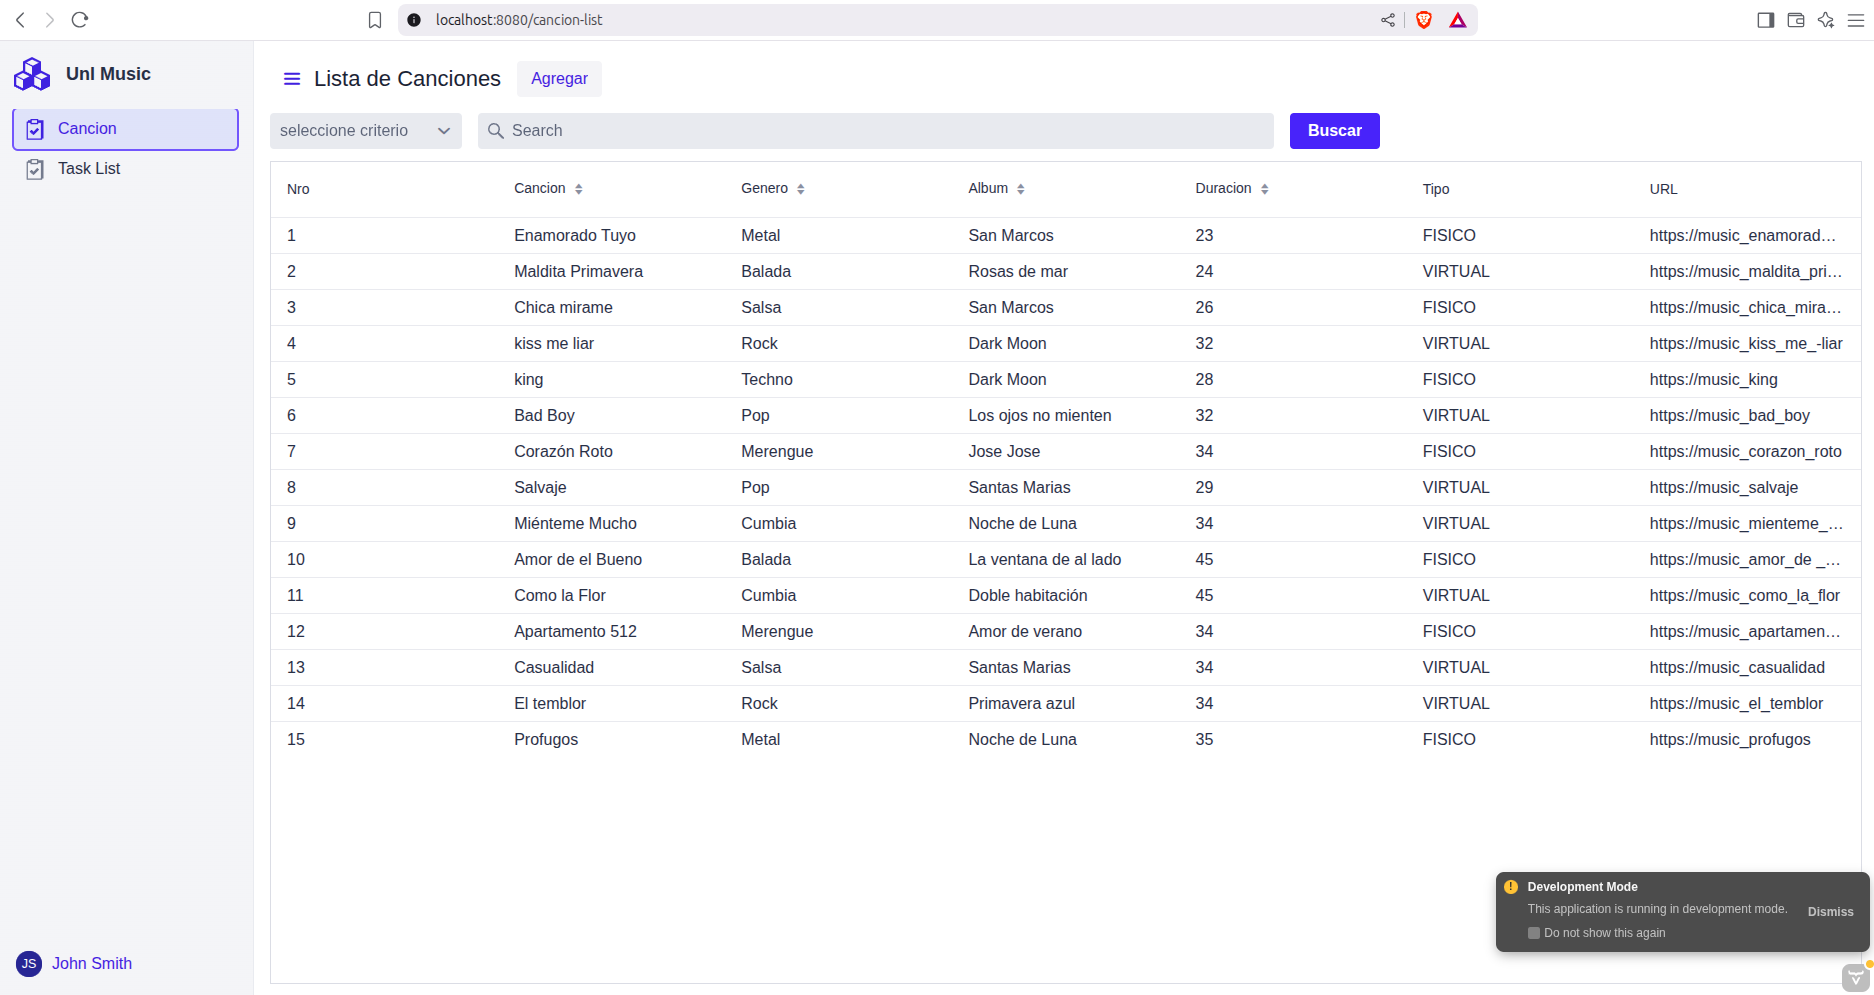 localhost:8080/cancion-list
UnI Music
Cancion
Task List
Lista de Canciones Agregar
seleccione criterio Search Buscar
Nro Cancion Genero Album Duracion Tipo URL
1 Enamorado Tuyo Metal San Marcos 23 FISICO https://music_enamorad…
2 Maldita Primavera Balada Rosas de mar 24 VIRTUAL https://music_maldita_pri…
3 Chica mirame Salsa San Marcos 26 FISICO https://music_chica_mira…
4 kiss me liar Rock Dark Moon 32 VIRTUAL https://music_kiss_me_-liar
5 king Techno Dark Moon 28 FISICO https://music_king
6 Bad Boy Pop Los ojos no mienten 32 VIRTUAL https://music_bad_boy
7 Corazón Roto Merengue Jose Jose 34 FISICO https://music_corazon_roto
8 Salvaje Pop Santas Marias 29 VIRTUAL https://music_salvaje
9 Miénteme Mucho Cumbia Noche de Luna 34 VIRTUAL https://music_mienteme_…
10 Amor de el Bueno Balada La ventana de al lado 45 FISICO https://music_amor_de _…
11 Como la Flor Cumbia Doble habitación 45 VIRTUAL https://music_como_la_flor
12 Apartamento 512 Merengue Amor de verano 34 FISICO https://music_apartamen…
13 Casualidad Salsa Santas Marias 34 VIRTUAL https://music_casualidad
14 El temblor Rock Primavera azul 34 VIRTUAL https://music_el_temblor
15 Profugos Metal Noche de Luna 35 FISICO https://music_profugos
Development Mode
This application is running in development mode.
Dismiss
Do not show this again
JS John Smith